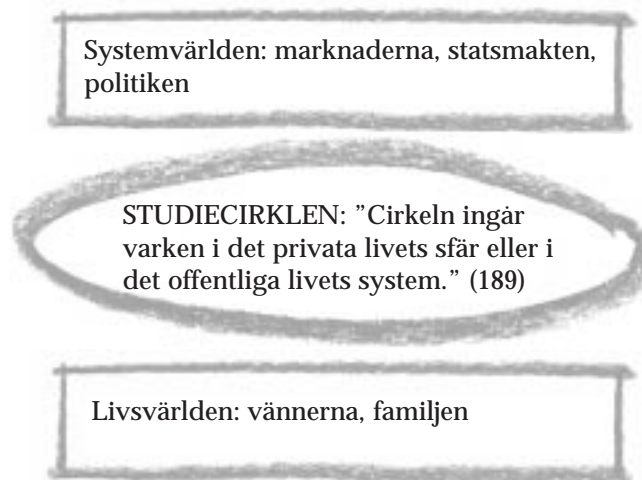 Systemvärlden: marknaderna, statsmakten,
politiken
STUDIECIRKLEN: ”Cirkeln ingår
varken i det privata livets sfär eller i
det offentliga livets system.” (189)
Livsvärlden: vännerna, familjen